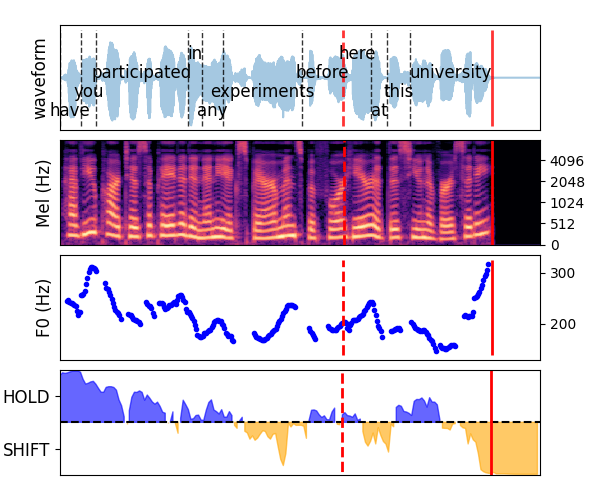 waveform
in here
participated before university
you experiments this
have any at
Mel (Hz)
4096
2048
1024
512
0
F0 (Hz)
300
200
HOLD
SHIFT